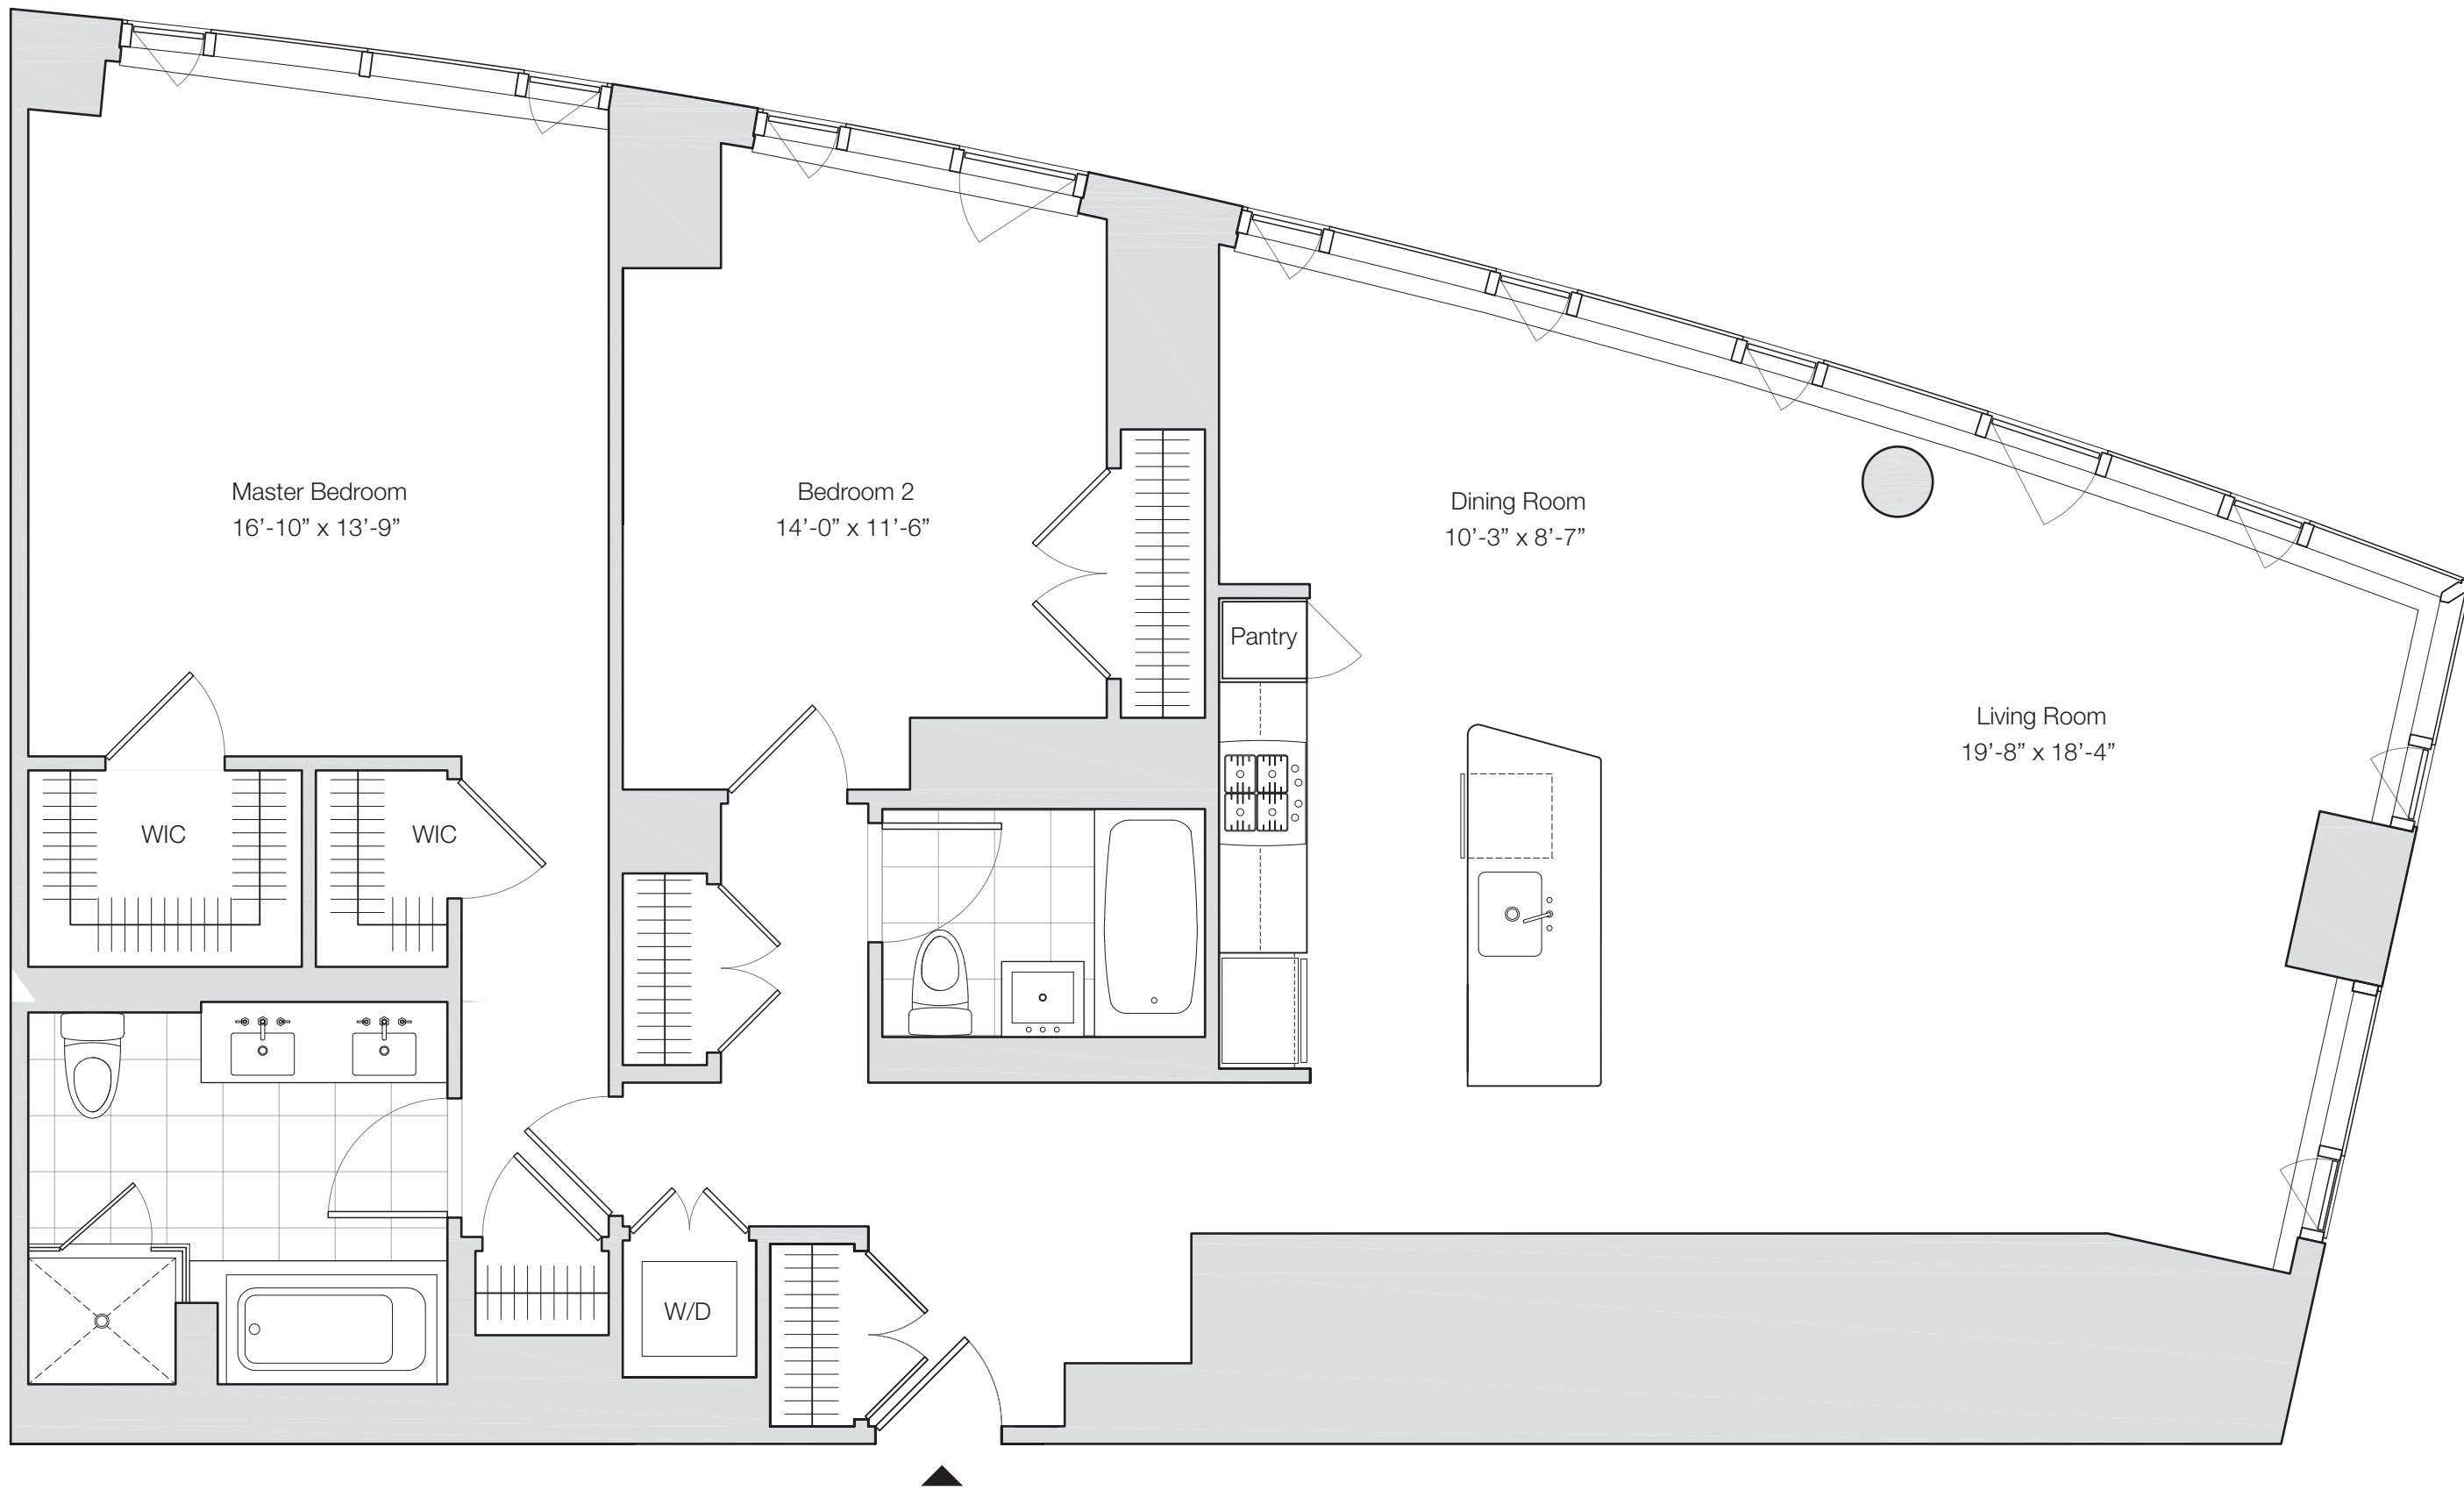 Master Bedroom
16’-10” x 13’-9”
Bedroom 2
14’-0” x 11’-6”
Dining Room
10’-3” x 8’-7”
Pantry
Living Room
19’-8” x 18’-4”
WIC
WIC
W/D